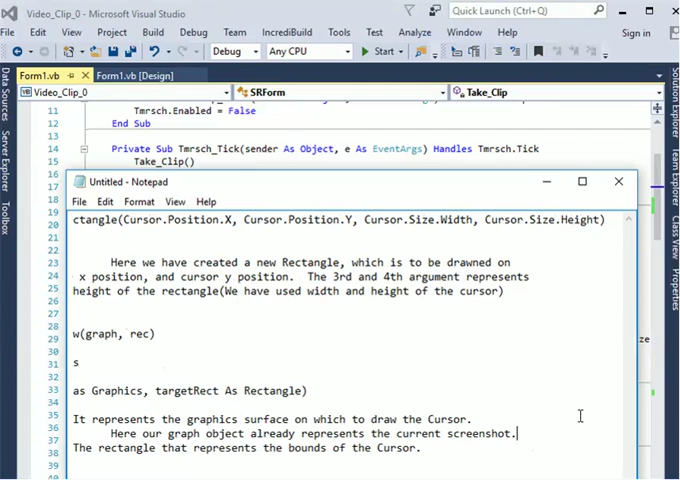 Video_Clip_0 - Microsoft Visual Studio
Quick Launch (Ctrl+Q)
File Edit View Project Build Debug Team IncrediBuild Tools Test Analyze Window Help
Sign in
Debug Any CPU Start
Form1.vb Form1.vb [Design]
Video_Clip_0 SRForm Take_Clip
11 Tmrsch.Enabled = False
12 End Sub
13
14 Private Sub Tmrsch_Tick(sender As Object, e As EventArgs) Handles Tmrsch.Tick
15 Take_Clip()
16
17
18
19
20
21
22
23
24
25
26
27
28
29
30
31
32
33
34
35
36
37
38
39
Data Sources
Server Explorer
Toolbox
Solution Explorer
Team Explorer
Class View
Properties
ze
Untitled - Notepad
File Edit Format View Help
ctangle(Cursor.Position.X, Cursor.Position.Y, Cursor.Size.Width, Cursor.Size.Height)
Here we have created a new Rectangle, which is to be drawned on
x position, and cursor y position. The 3rd and 4th argument represents
height of the rectangle(We have used width and height of the cursor)
w(graph, rec)
s
as Graphics, targetRect As Rectangle)
It represents the graphics surface on which to draw the Cursor.
Here our graph object already represents the current screenshot.
The rectangle that represents the bounds of the Cursor.